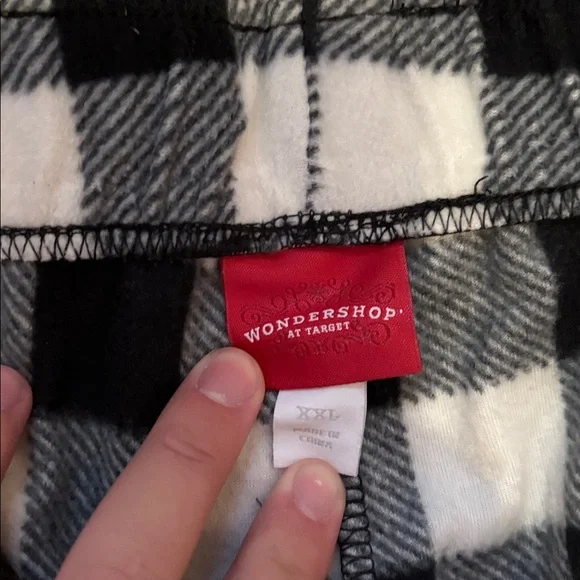 WONDERSHOP.
AT TARGET
XXL
MADE IN
CHINA